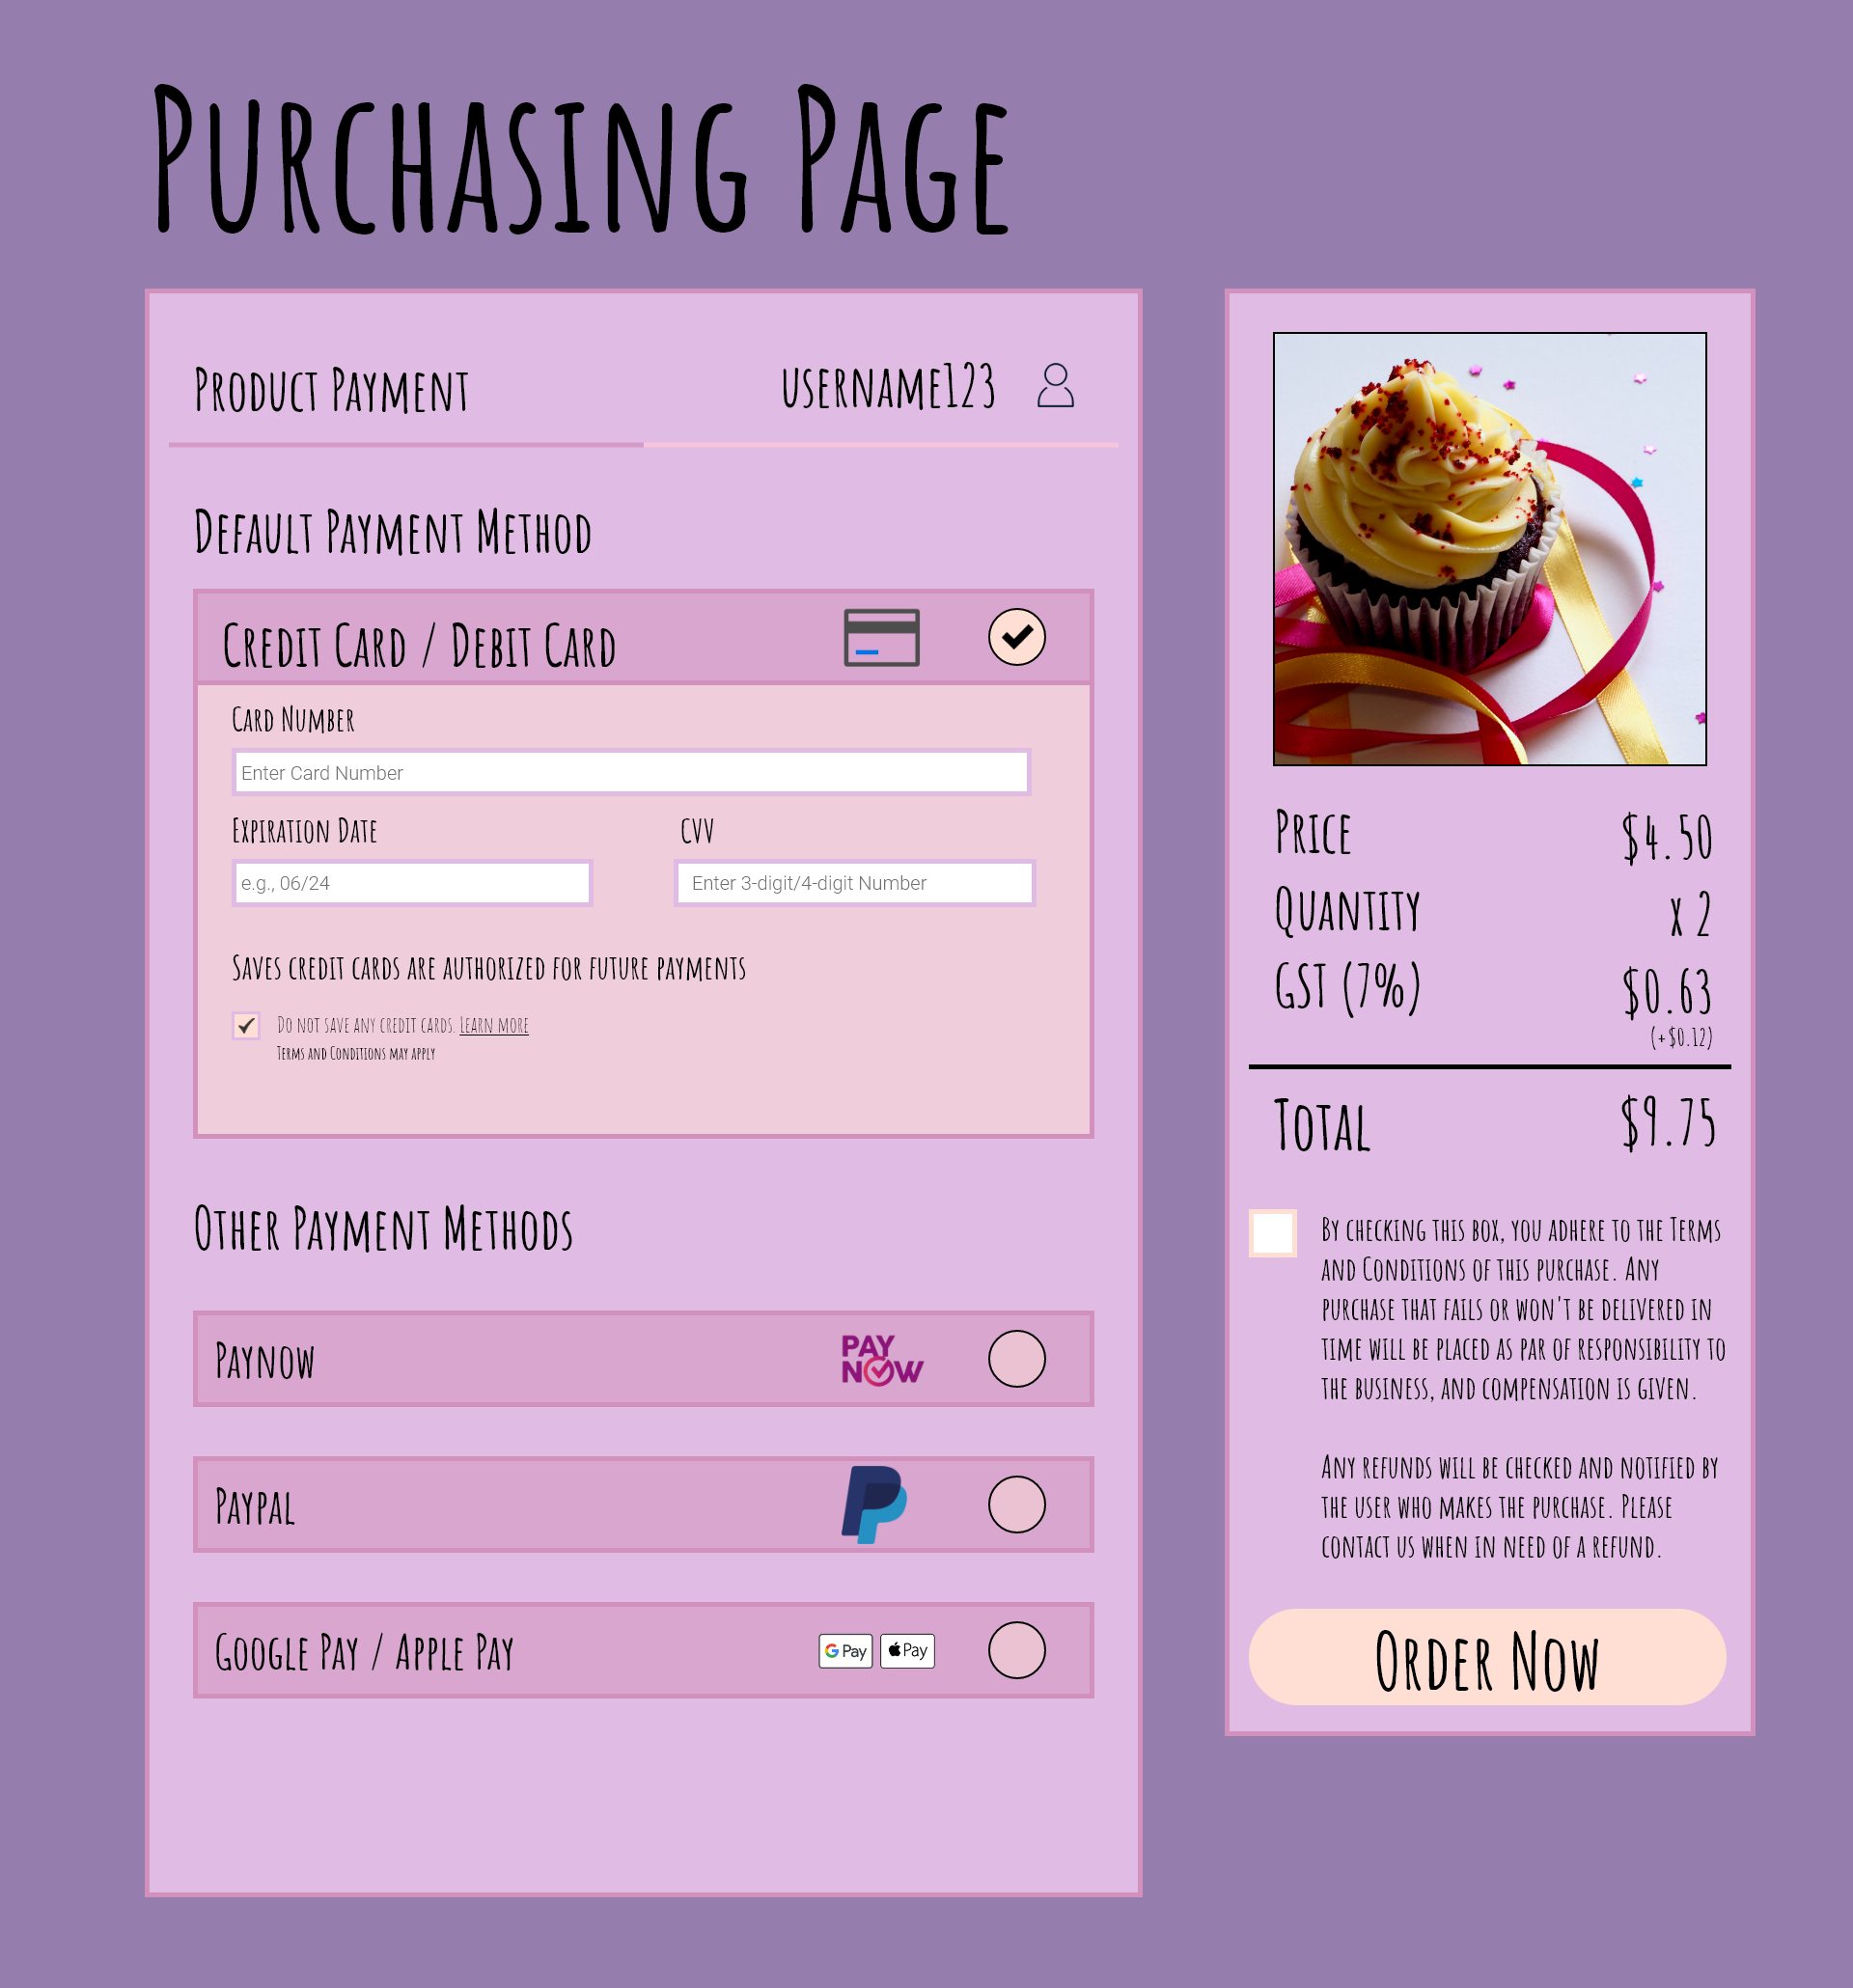 Purchasing Page
Product Payment
username123
Default Payment Method
Credit Card / Debit Card
Card Number
Enter Card Number
Expiration Date
CVV
e.g., 06/24
Enter 3-digit/4-digit Number
Saves credit cards are authorized for future payments
Do not save any credit cards. Learn more
Terms and Conditions may apply
Other Payment Methods
Paynow
PAY
NOW
Paypal
Google Pay / Apple Pay
G Pay
Pay
Price
$4.50
Quantity
x 2
GST (7%)
$0.63
(+$0.12)
Total
$9.75
By checking this box, you adhere to the Terms
and Conditions of this purchase. Any
purchase that fails or won't be delivered in
time will be placed as par of responsibility to
the business, and compensation is given.
Any refunds will be checked and notified by
the user who makes the purchase. Please
contact us when in need of a refund.
Order Now